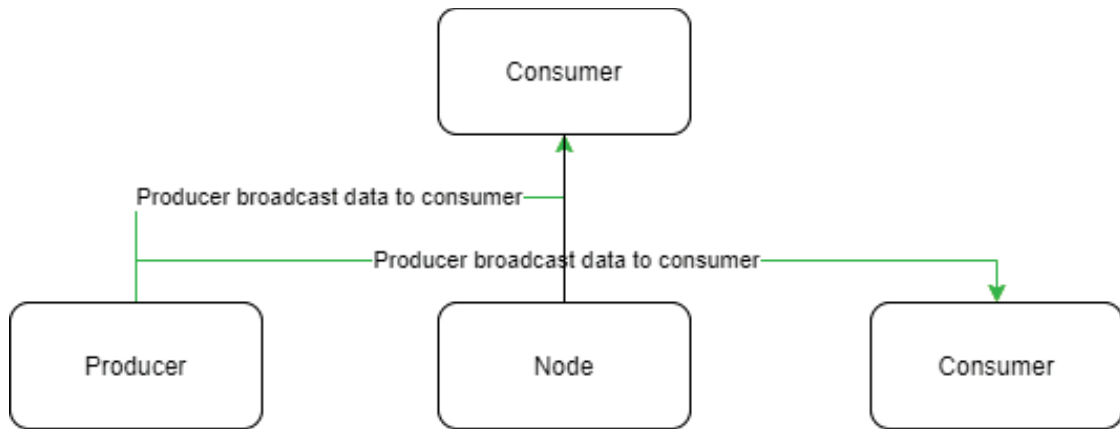 Consumer
Producer broadcast data to consumer
Producer broadcast data to consumer
Producer
Node
Consumer